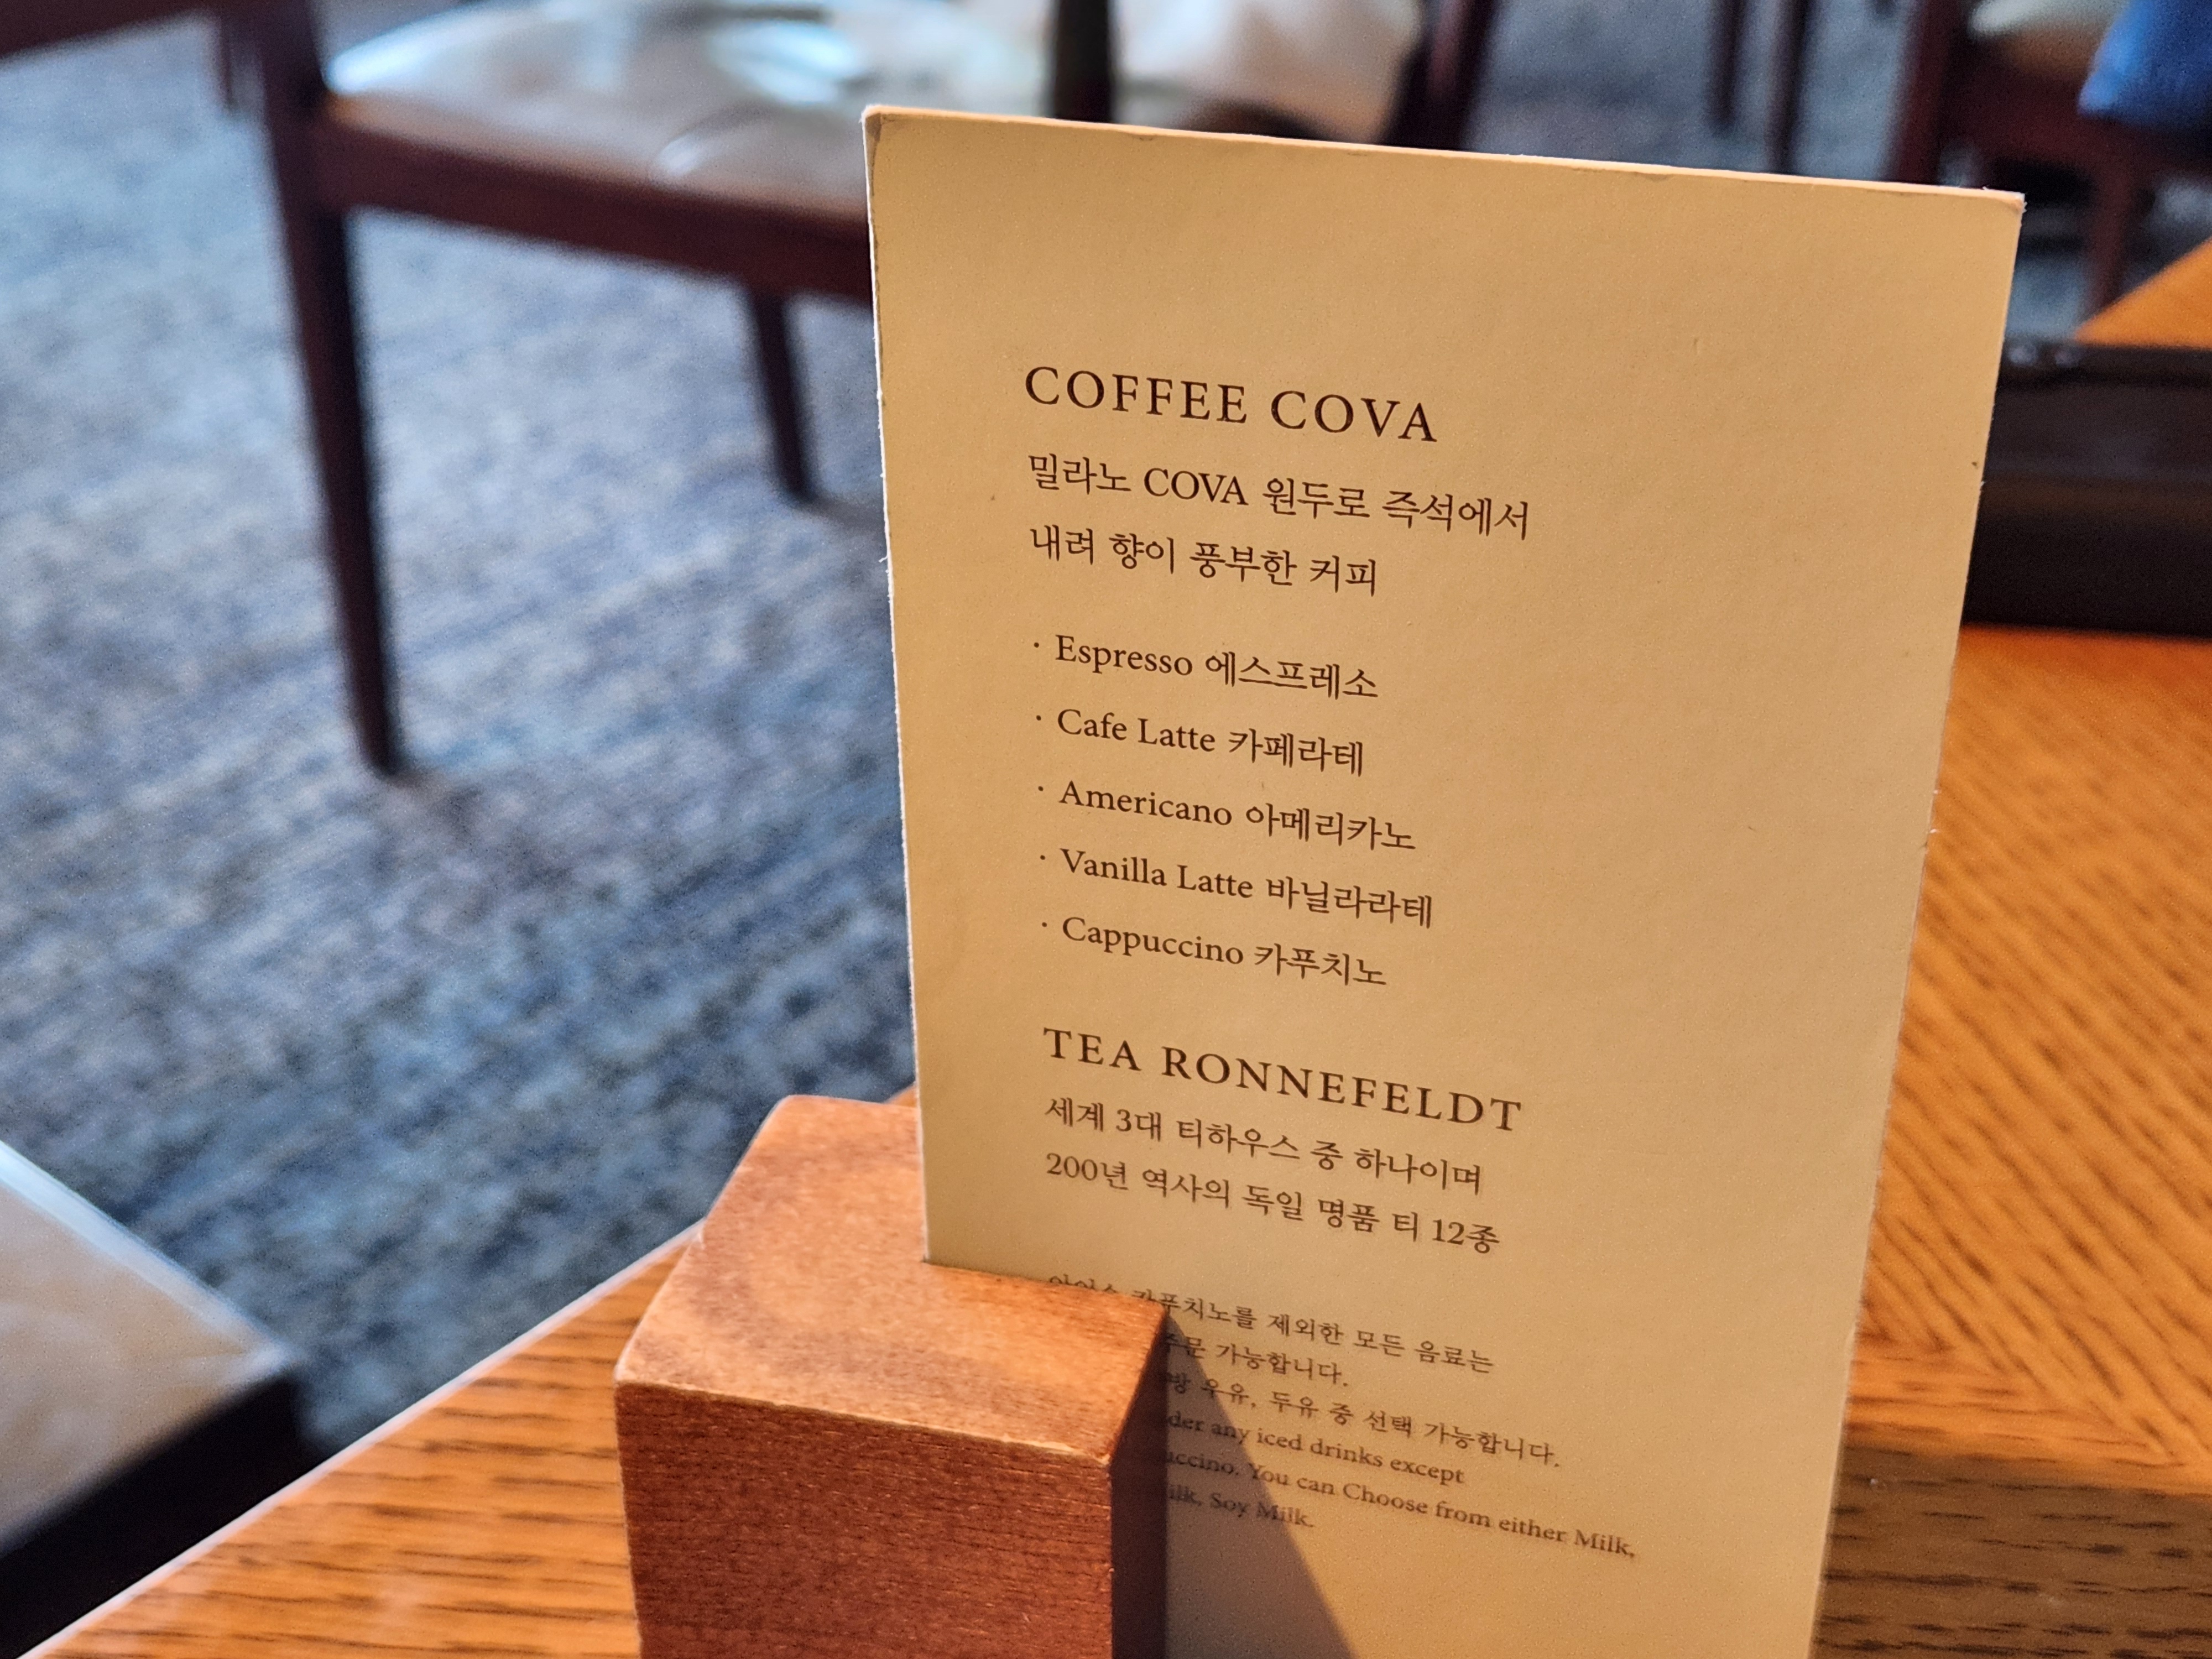 COFFEE COVA
밀라노 COVA 원두로 즉석에서
내려 향이 풍부한 커피
· Espresso 에스프레소
· Cafe Latte 카페라테
· Americano 아메리카노
· Vanilla Latte 바닐라라테
· Cappuccino 카푸치노
TEA RONNEFELDT
세계 3대 티하우스 중 하나이며
200년 역사의 독일 명품 티 12종
카푸치노를 제외한 모든 음료는
가능합니다.
우유, 두유 중 선택 가능합니다.
any iced drinks except
You can Choose from either Milk,
Soy Milk.